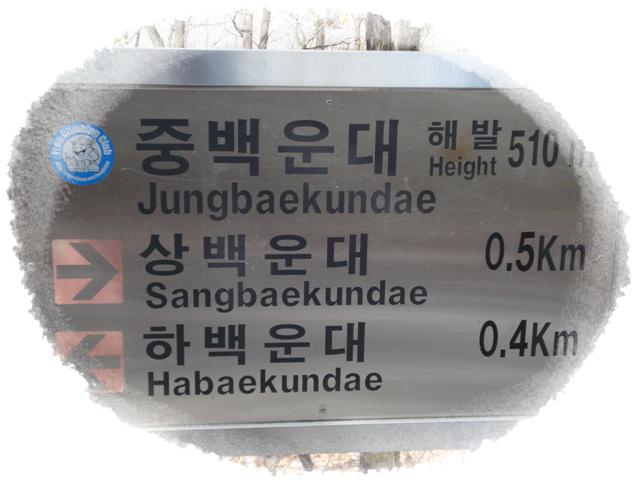 중백운대 해발 510m
Jungbaekundae Height
상백운대 0.5Km
Sangbaekundae
하백운대 0.4Km
Habaekundae